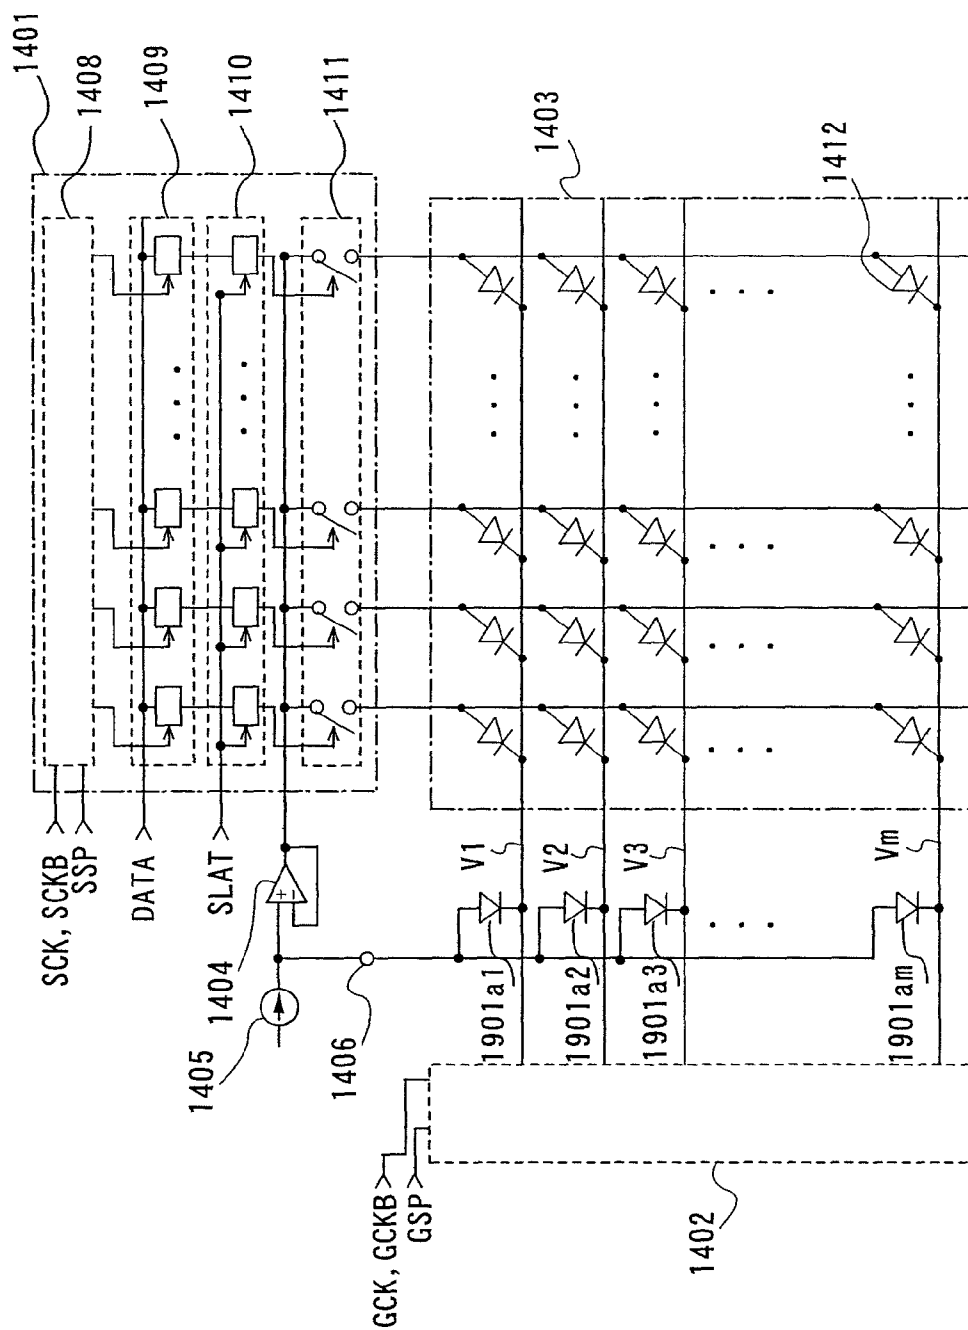 1401
1408
1409
1410
1411
SCK, SCKB
SSP
DATA
SLAT
1404
+
-
1405
1406
1403
1412
V1
V2
V3
Vm
1901a1
1901a2
1901a3
1901am
GCK, GCKB
GSP
1402